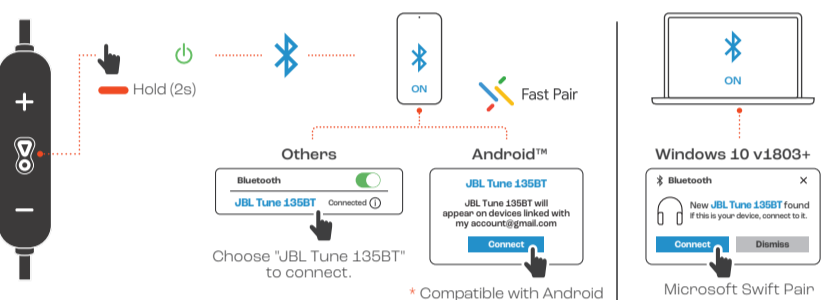 Hold (2s)
ON
Fast Pair
Others
Bluetooth
JBL Tune 135BT Connected
Choose "JBL Tune 135BT"
to connect.
Android™
JBL Tune 135BT
JBL Tune 135BT will
appear on devices linked with
my account@gmail.com
Connect
* Compatible with Android
ON
Windows 10 v1803+
Bluetooth X
New JBL Tune 135BT found
If this is your device, connect to it.
Connect Dismiss
Microsoft Swift Pair